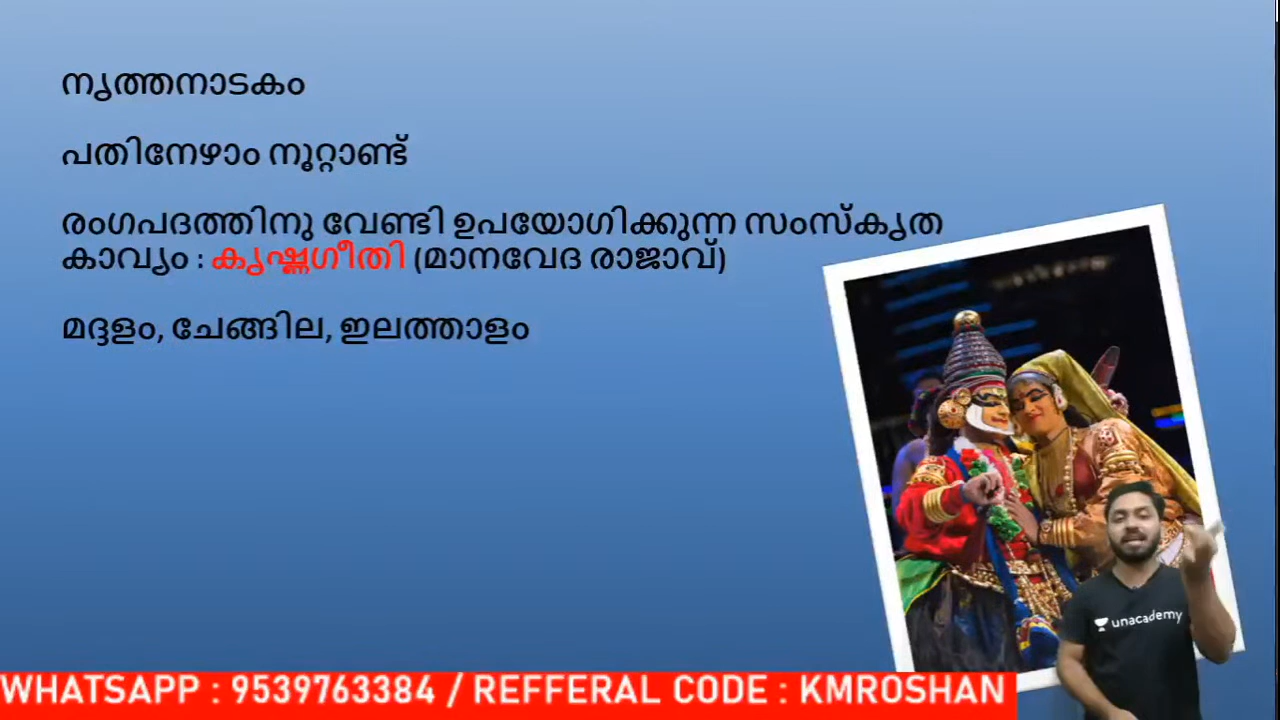 നൃത്തനാടകം
പതിനേഴാം നൂറ്റാണ്ട്
രംഗപദത്തിനു വേണ്ടി ഉപയോഗിക്കുന്ന സംസ്കൃത
കാവ്യം : കൃഷ്ണഗീതി (മാനവേദ രാജാവ്)
മദ്ദളം, ചേങ്ങില, ഇലത്താളം
unacademy
WHATSAPP : 9539763384 / REFFERAL CODE : KMROSHAN